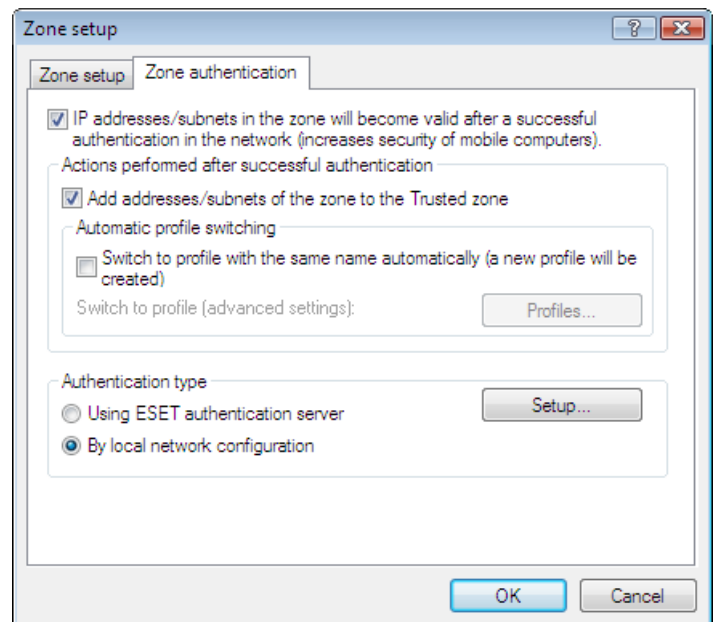 Zone setup
?
Zone setup
Zone authentication
IP addresses/subnets in the zone will become valid after a successful
authentication in the network (increases security of mobile computers).
Actions performed after successful authentication
Add addresses/subnets of the zone to the Trusted zone
Automatic profile switching
Switch to profile with the same name automatically (a new profile will be
created)
Switch to profile (advanced settings):
Profiles...
Authentication type
Using ESET authentication server
Setup...
By local network configuration
OK
Cancel